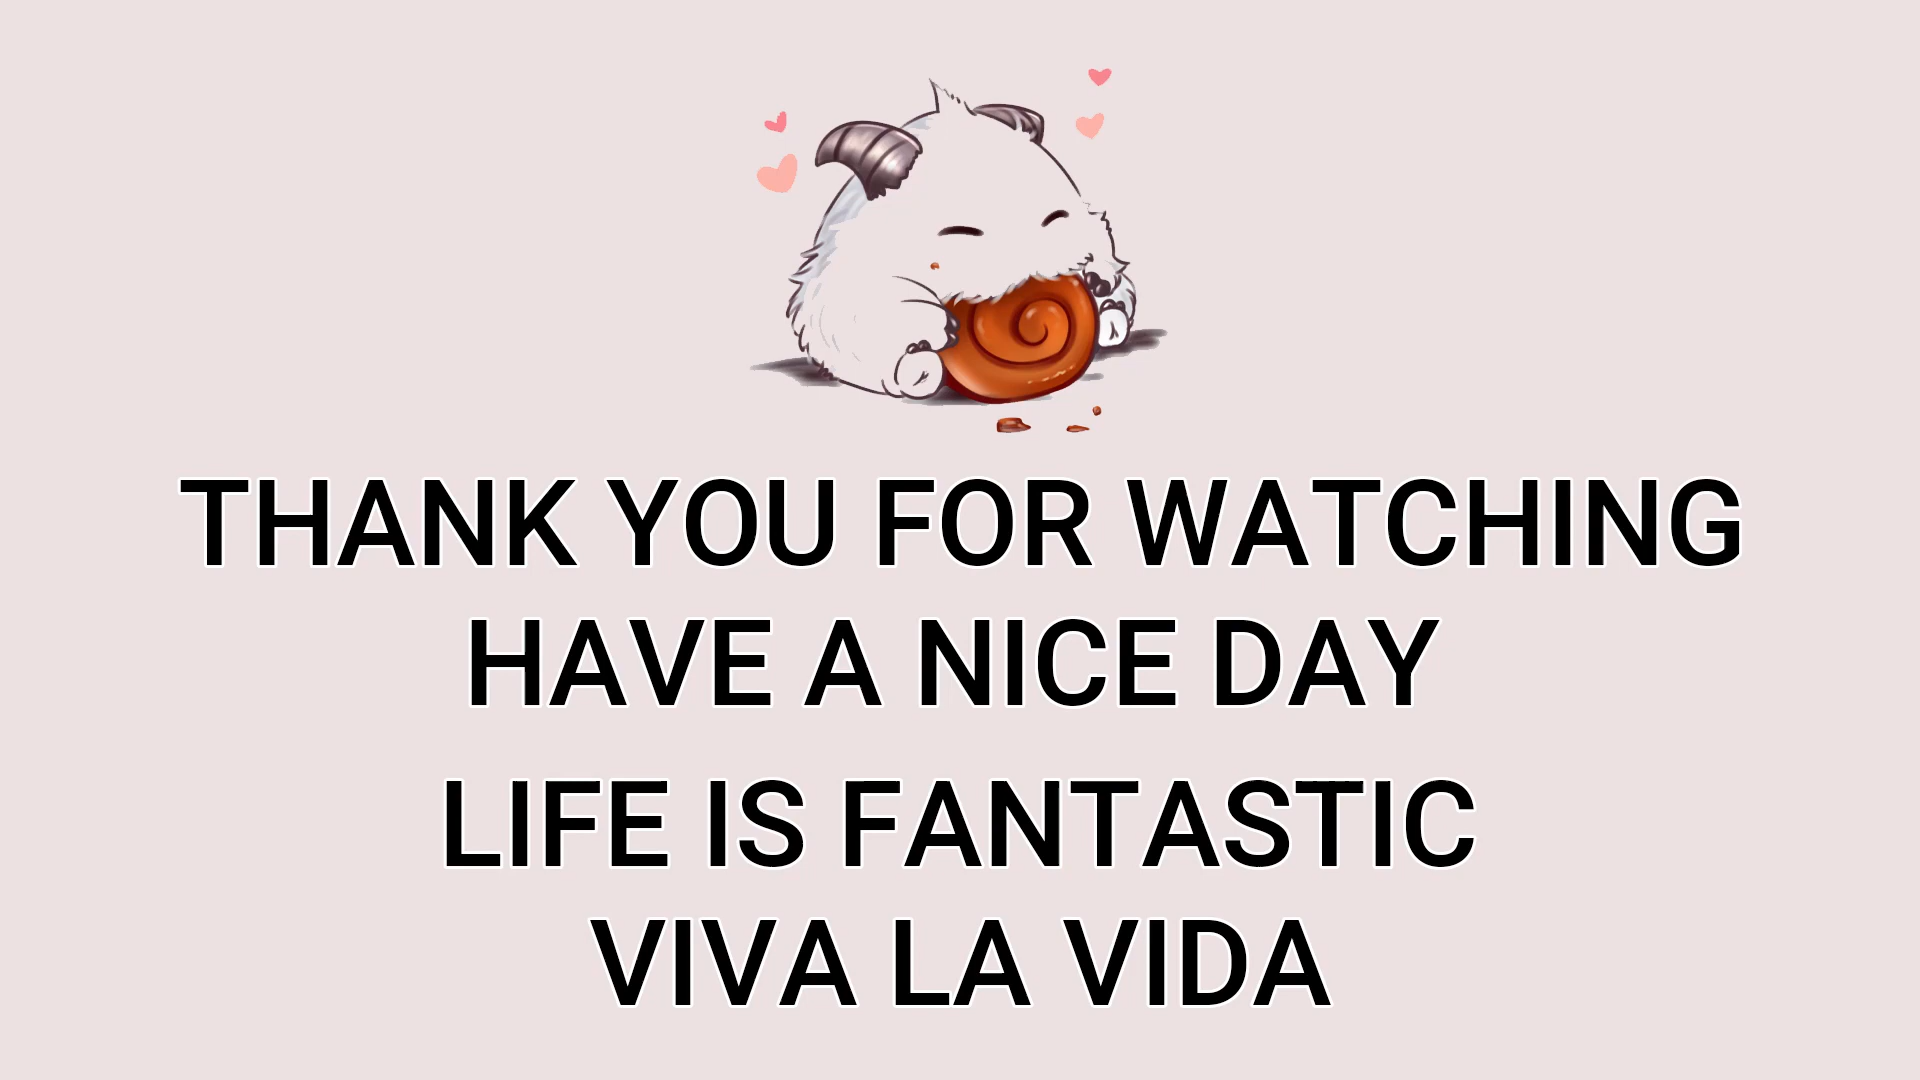 THANK YOU FOR WATCHING
HAVE A NICE DAY
LIFE IS FANTASTIC
VIVA LA VIDA